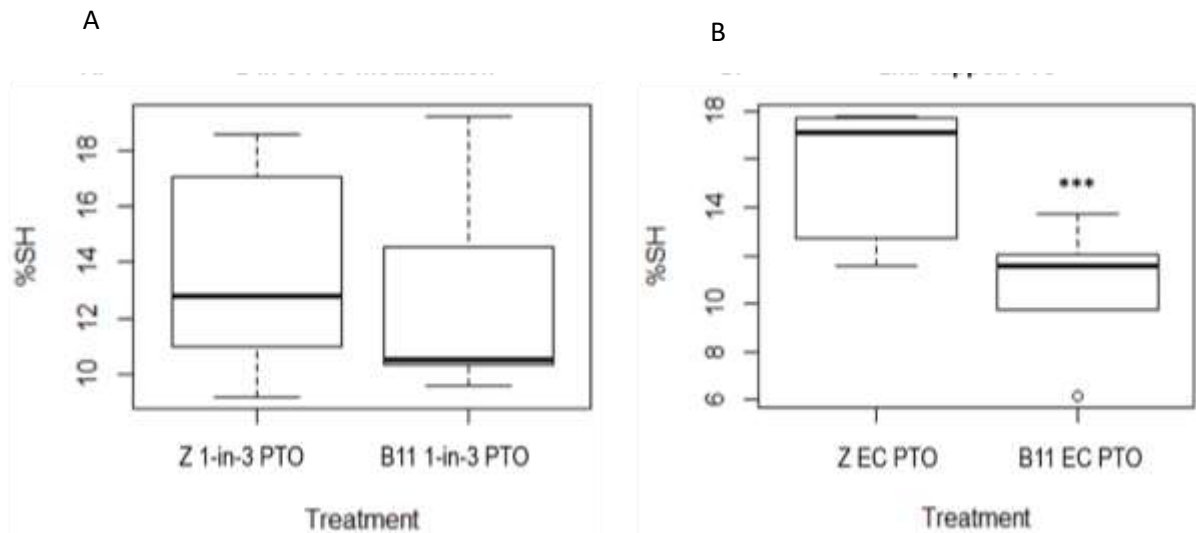 A
B
%SH
18
16
14
12
10
Z 1-in-3 PTO B11 1-in-3 PTO
Treatment
%SH
18
14
10
8
6
***
Z EC PTO B11 EC PTO
Treatment